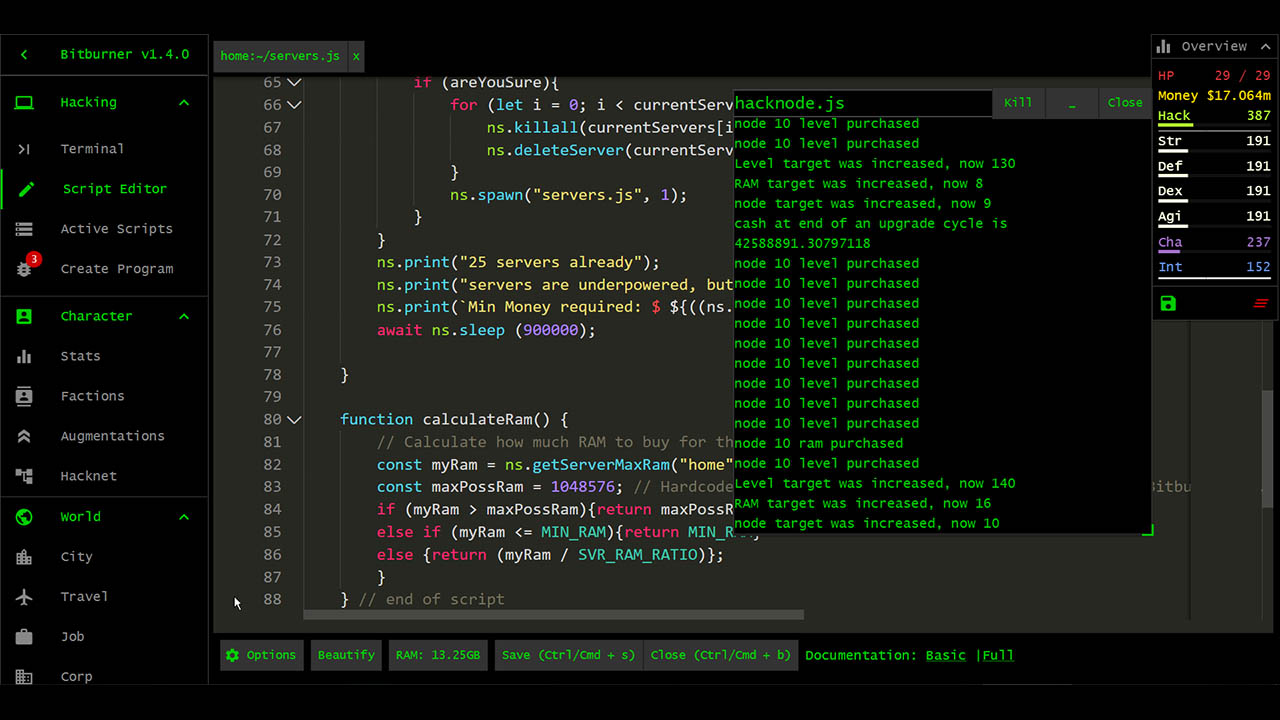 Bitburner v1.4.0
Hacking
Terminal
Script Editor
Active Scripts
3
Create Program
Character
Stats
Factions
Augmentations
Hacknet
World
City
Travel
Job
Corp
home:~/servers.js x
65 if (areYouSure){
66 for (let i = 0; i < currentServ
67 ns.killall(currentServers[i
68 ns.deleteServer(currentServ
69 }
70 ns.spawn("servers.js", 1);
71 }
72 }
73 ns.print("25 servers already");
74 ns.print("servers are underpowered, but
75 ns.print(`Min Money required: $ ${((ns.
76 await ns.sleep (900000);
77
78 }
79
80 function calculateRam() {
81 // Calculate how much RAM to buy for th
82 const myRam = ns.getServerMaxRam("home"
83 const maxPossRam = 1048576; // Hardcode
84 if (myRam > maxPossRam){return maxPossR
85 else if (myRam <= MIN_RAM){return MIN_R
86 else {return (myRam / SVR_RAM_RATIO)};
87 }
88 } // end of script
Bitbu
hacknode.js Kill _ Close
node 10 level purchased
node 10 level purchased
Level target was increased, now 130
RAM target was increased, now 8
node target was increased, now 9
cash at end of an upgrade cycle is
42588891.30797118
node 10 level purchased
node 10 level purchased
node 10 level purchased
node 10 level purchased
node 10 level purchased
node 10 level purchased
node 10 level purchased
node 10 level purchased
node 10 level purchased
node 10 ram purchased
node 10 level purchased
Level target was increased, now 140
RAM target was increased, now 16
node target was increased, now 10
Overview
HP 29 / 29
Money $17.064m
Hack 387
Str 191
Def 191
Dex 191
Agi 191
Cha 237
Int 152
Options Beautify RAM: 13.25GB Save (Ctrl/Cmd + s) Close (Ctrl/Cmd + b) Documentation: Basic |Full